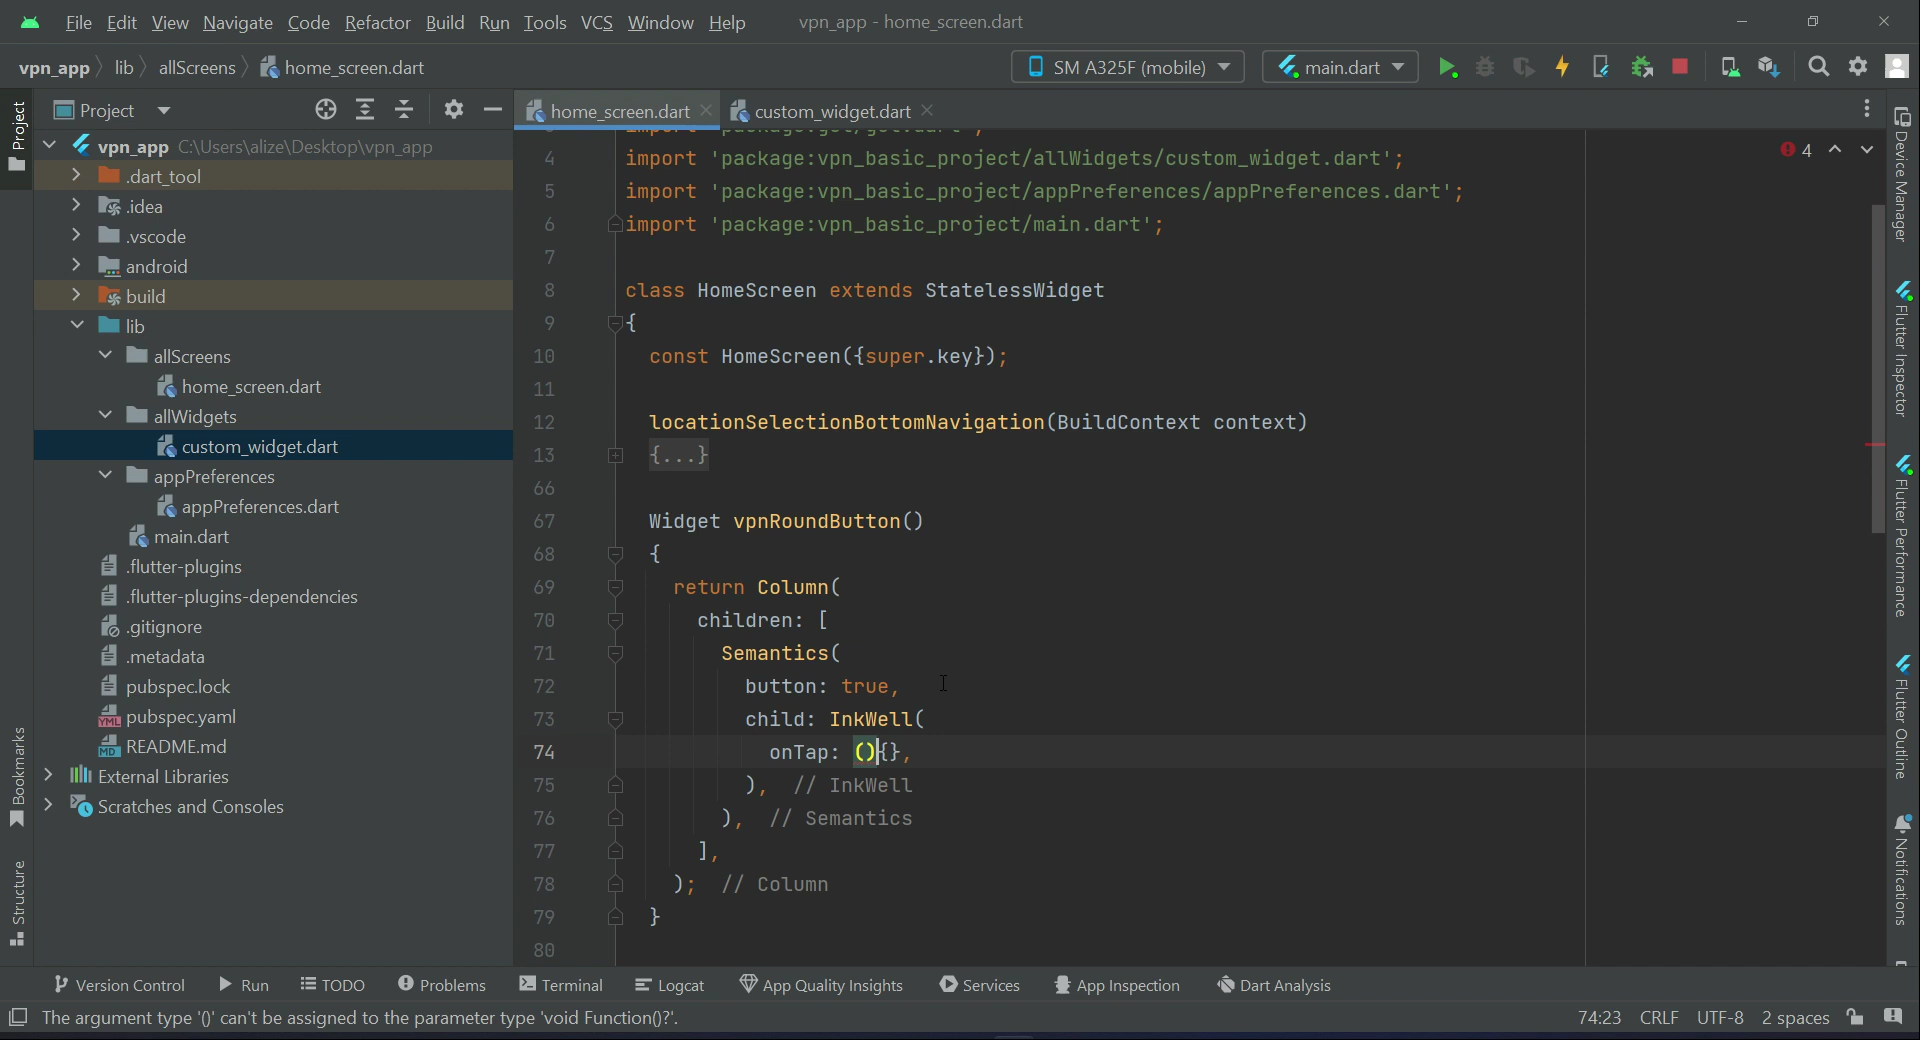 File Edit View Navigate Code Refactor Build Run Tools VCS Window Help vpn_app - home_screen.dart
vpn_app lib allScreens home_screen.dart SM A325F (mobile) main.dart
Project home_screen.dart custom_widget.dart
vpn_app C:\Users\alize\Desktop\vpn_app
.dart_tool
.idea
.vscode
android
build
lib
allScreens
home_screen.dart
allWidgets
custom_widget.dart
appPreferences
appPreferences.dart
main.dart
.flutter-plugins
.flutter-plugins-dependencies
.gitignore
.metadata
pubspec.lock
pubspec.yaml
README.md
External Libraries
Scratches and Consoles
4 import 'package:vpn_basic_project/allWidgets/custom_widget.dart';
5 import 'package:vpn_basic_project/appPreferences/appPreferences.dart';
6 import 'package:vpn_basic_project/main.dart';
7
8 class HomeScreen extends StatelessWidget
9 {
10 const HomeScreen({super.key});
11
12 locationSelectionBottomNavigation(BuildContext context)
13 {...}
66
67 Widget vpnRoundButton()
68 {
69 return Column(
70 children: [
71 Semantics(
72 button: true,
73 child: InkWell(
74 onTap: (){},
75 ), // InkWell
76 ), // Semantics
77 ],
78 ); // Column
79 }
80
4
Project
Bookmarks
Structure
Device Manager
Flutter Inspector
Flutter Performance
Flutter Outline
Notifications
Version Control Run TODO Problems Terminal Logcat App Quality Insights Services App Inspection Dart Analysis
The argument type '()' can't be assigned to the parameter type 'void Function()?'. 74:23 CRLF UTF-8 2 spaces